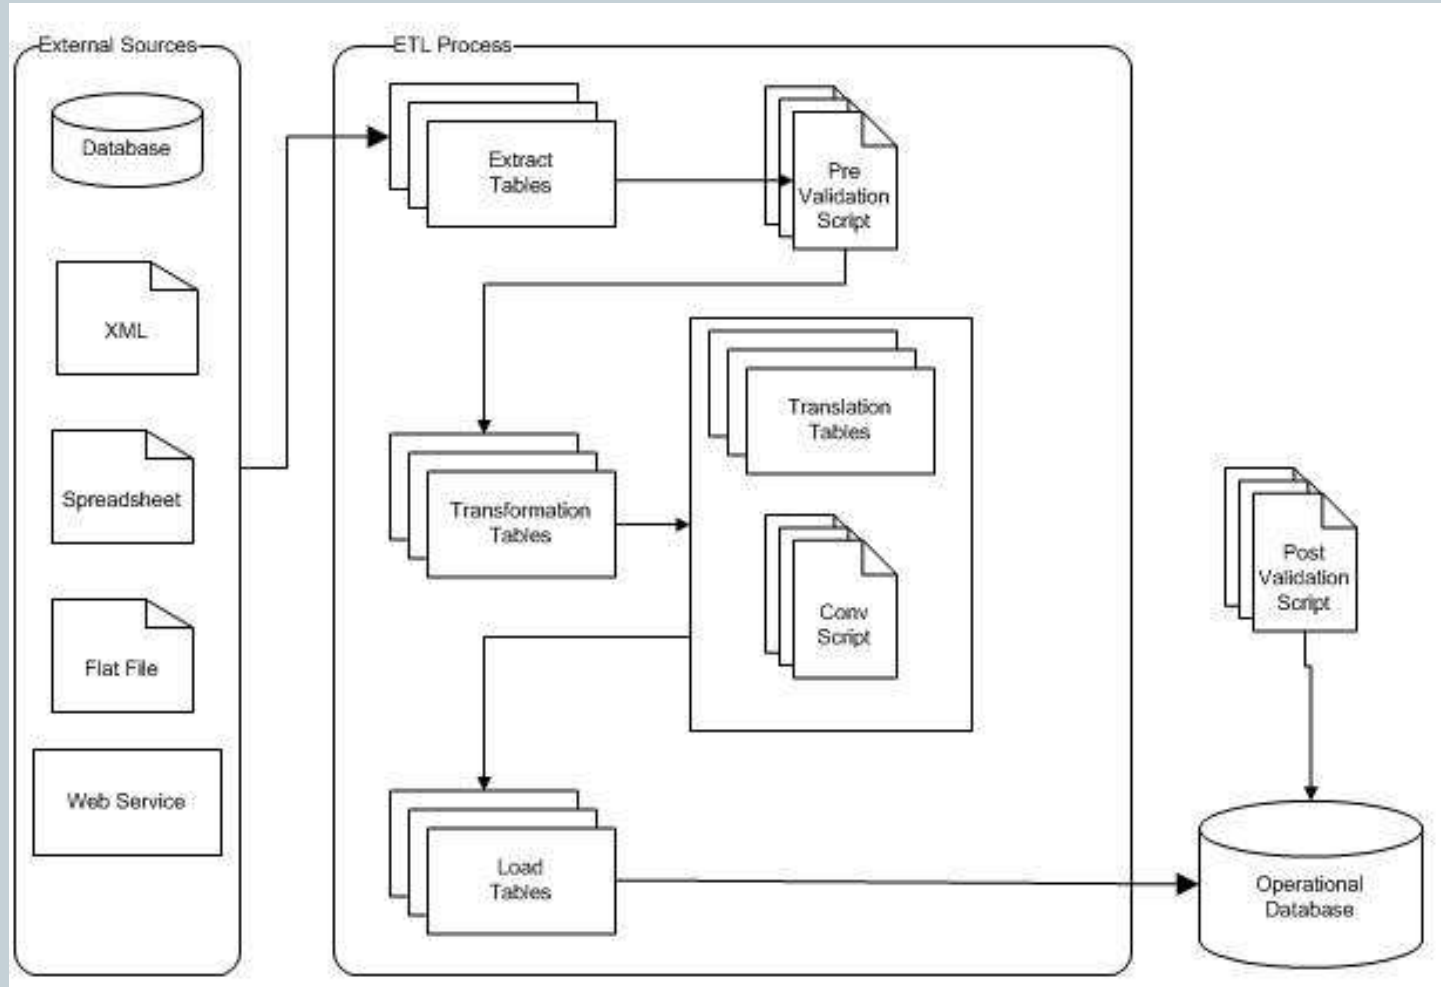 External Sources
ETL Process
Database
XML
Spreadsheet
Flat File
Web Service
Extract
Tables
Pre
Validation
Script
Transformation
Tables
Translation
Tables
Conv
Script
Load
Tables
Post
Validation
Script
Operational
Database